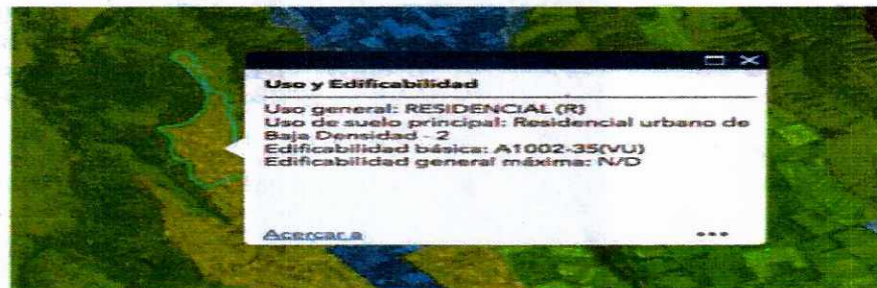 Uso y Edificabilidad
Uso general: RESIDENCIAL (R)
Uso de suelo principal: Residencial urbano de
Baja Densidad - 2
Edificabilidad básica: A1002-35(VU)
Edificabilidad general máxima: N/D
Acercar a